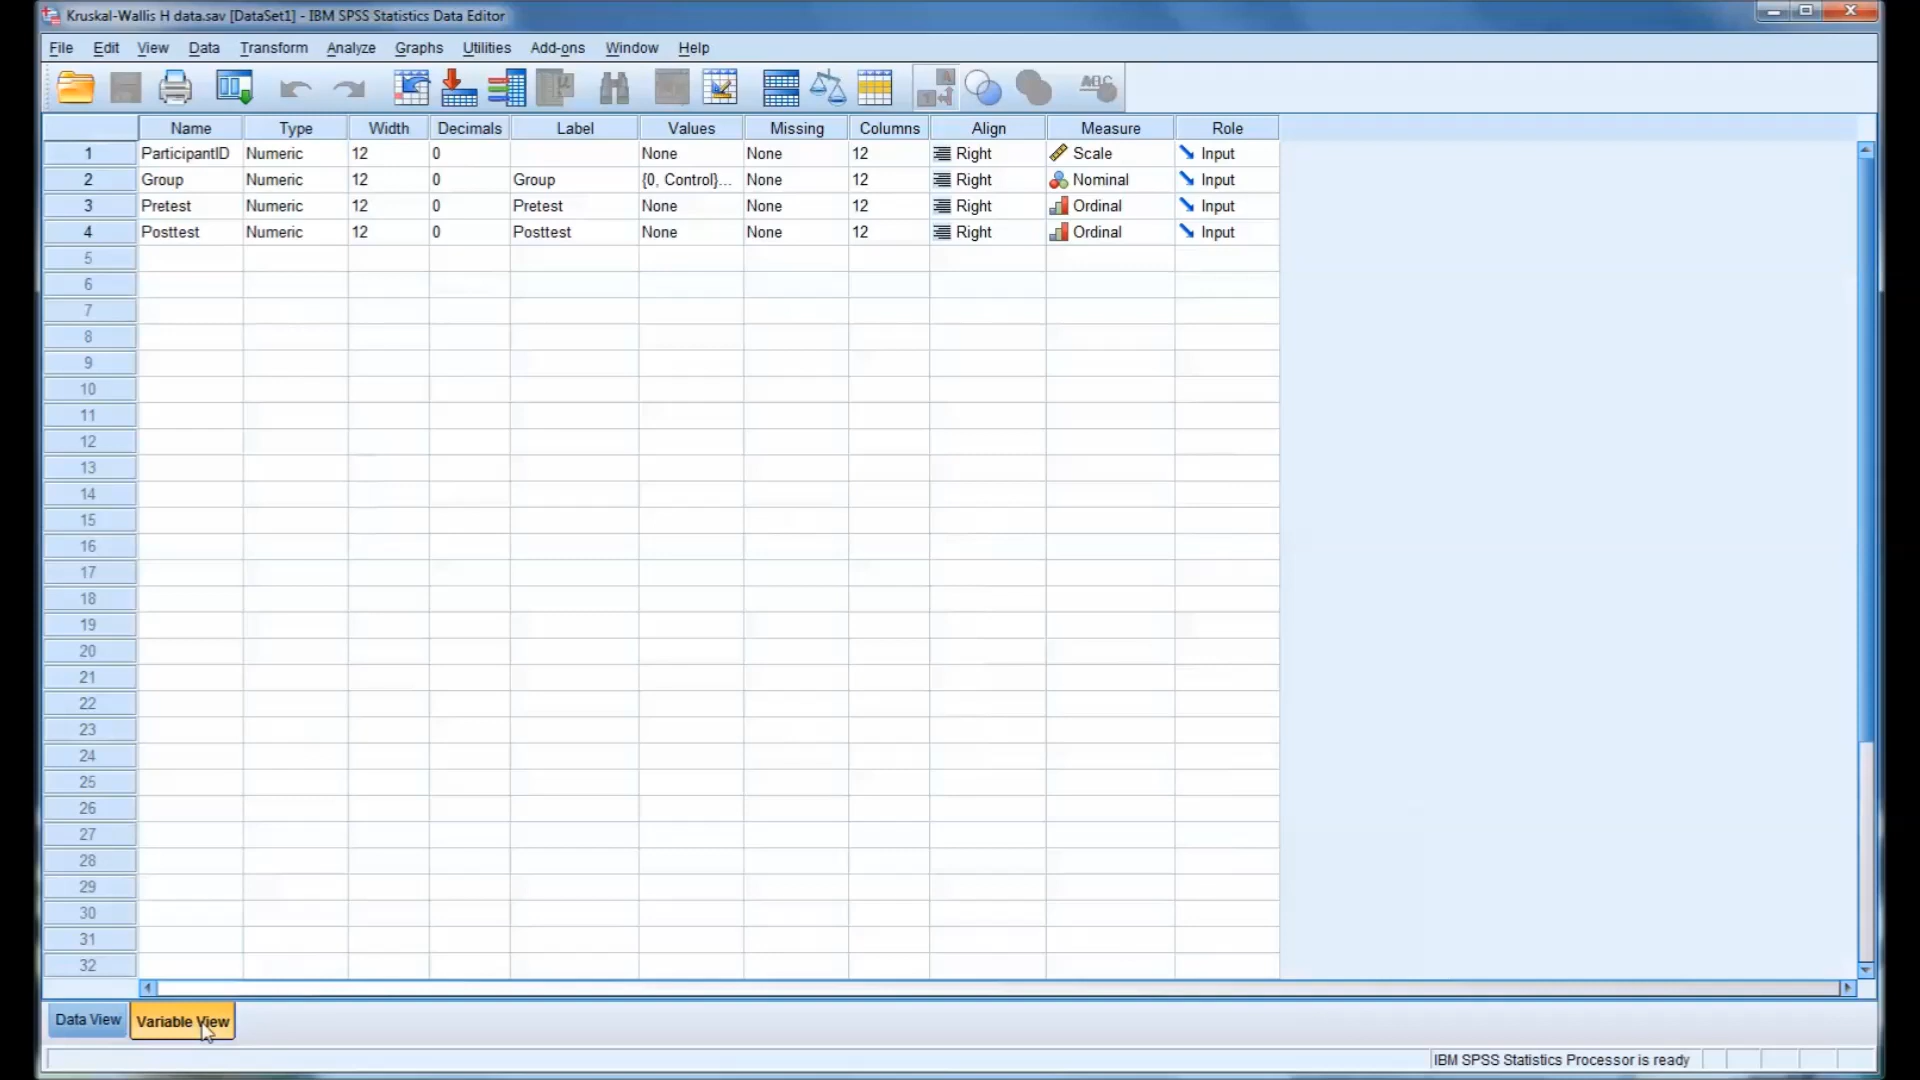 Kruskal-Wallis H data.sav [DataSet1] - IBM SPSS Statistics Data Editor
File Edit View Data Transform Analyze Graphs Utilities Add-ons Window Help
A
1
ABC
Name Type Width Decimals Label Values Missing Columns Align Measure Role
1 ParticipantID Numeric 12 0 None None 12 Right Scale Input
2 Group Numeric 12 0 Group {0, Control}... None 12 Right Nominal Input
3 Pretest Numeric 12 0 Pretest None None 12 Right Ordinal Input
4 Posttest Numeric 12 0 Posttest None None 12 Right Ordinal Input
5
6
7
8
9
10
11
12
13
14
15
16
17
18
19
20
21
22
23
24
25
26
27
28
29
30
31
32
Data View Variable View
IBM SPSS Statistics Processor is ready